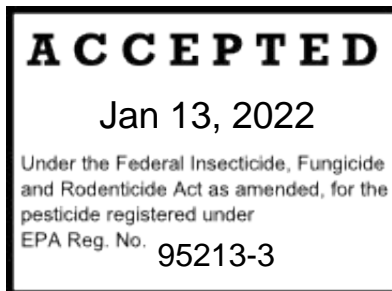 ACCEPTED
Jan 13, 2022
Under the Federal Insecticide, Fungicide
and Rodenticide Act as amended, for the
pesticide registered under
EPA Reg. No. 95213-3